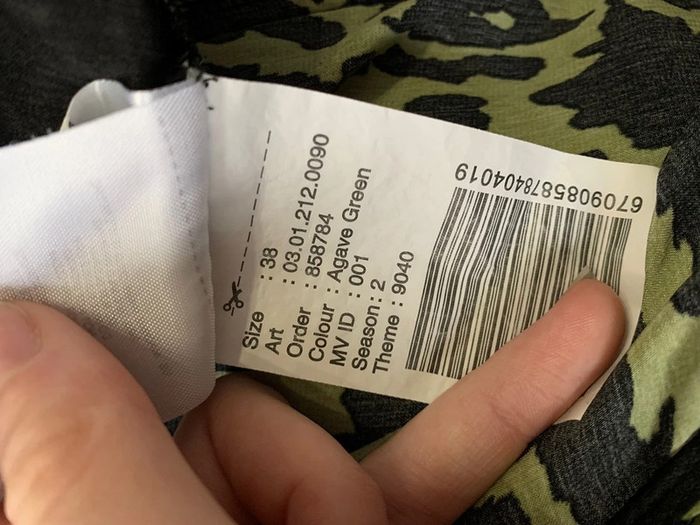 Size : 38
Art : 03.01.212.0090
Order : 858784
Colour : Agave Green
MV ID : 001
Season : 2
Theme : 9040
6709085878404019